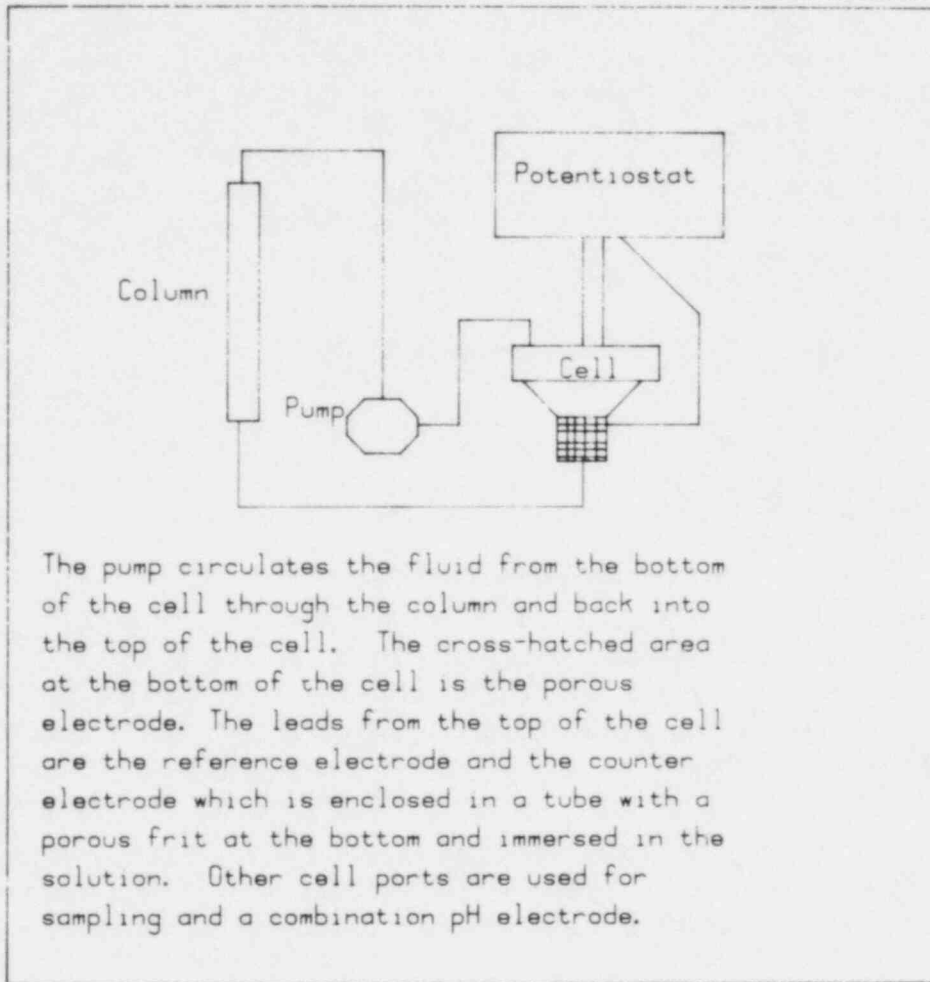 Potentiostat
Column
Cell
Pump
The pump circulates the fluid from the bottom
of the cell through the column and back into
the top of the cell. The cross-hatched area
at the bottom of the cell is the porous
electrode. The leads from the top of the cell
are the reference electrode and the counter
electrode which is enclosed in a tube with a
porous frit at the bottom and immersed in the
solution. Other cell ports are used for
sampling and a combination pH electrode.